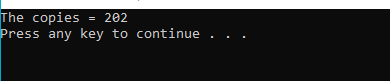 The copies = 202
Press any key to continue . . .